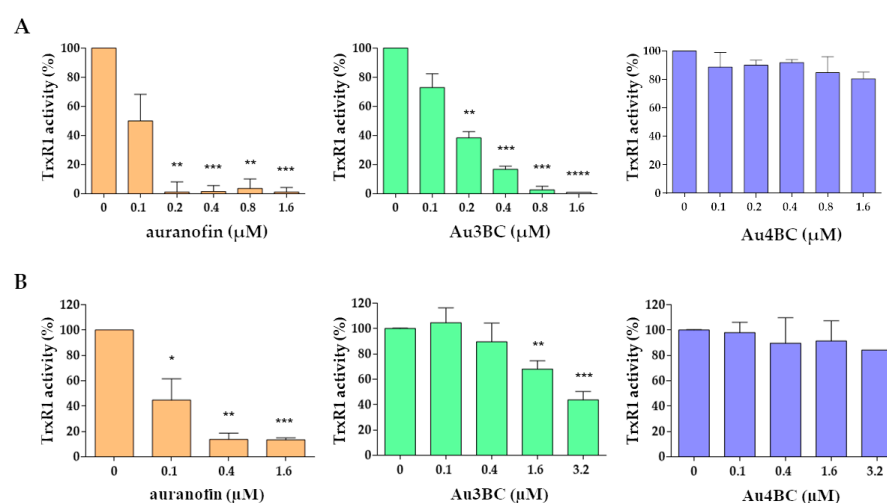 A
TrxR1 activity (%)
100
80
60
40
20
0
** *** ** ***
0 0.1 0.2 0.4 0.8 1.6
auranofin (μM)
TrxR1 activity (%)
100
80
60
40
20
0
** *** *** ****
0 0.1 0.2 0.4 0.8 1.6
Au3BC (μM)
TrxR1 activity (%)
100
80
60
40
20
0
0 0.1 0.2 0.4 0.8 1.6
Au4BC (μM)
B
TrxR1 activity (%)
120
100
80
60
40
20
0
* ** ***
0 0.1 0.4 1.6
auranofin (μM)
TrxR1 activity (%)
120
100
80
60
40
20
0
** ***
0 0.1 0.4 1.6 3.2
Au3BC (μM)
TrxR1 activity (%)
120
100
80
60
40
20
0
0 0.1 0.4 1.6 3.2
Au4BC (μM)